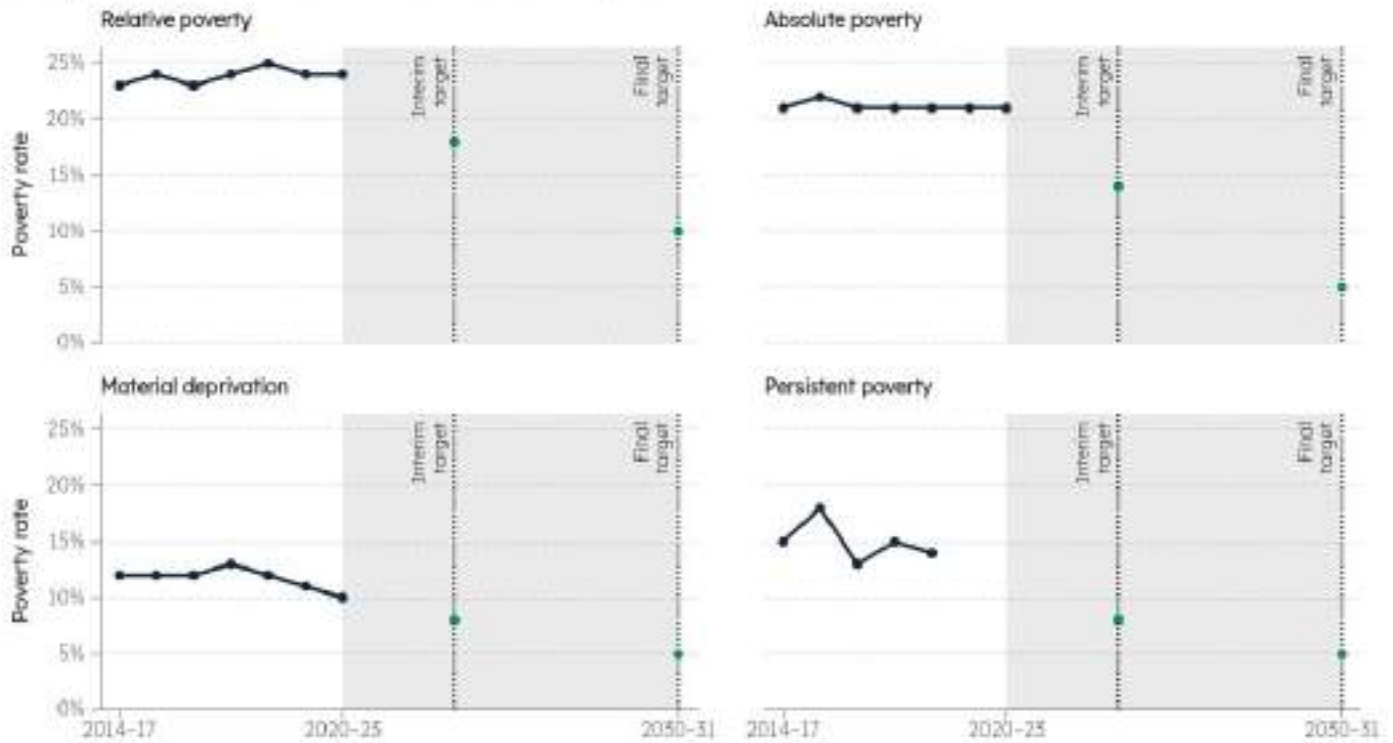 Relative poverty
Absolute poverty
Poverty rate
25%
20%
15%
10%
5%
0%
Interim target
Final target
Interim target
Final target
Material deprivation
Persistent poverty
Poverty rate
25%
20%
15%
10%
5%
0%
Interim target
Final target
Interim target
Final target
2014-17
2020-23
2030-31
2014-17
2020-23
2030-31